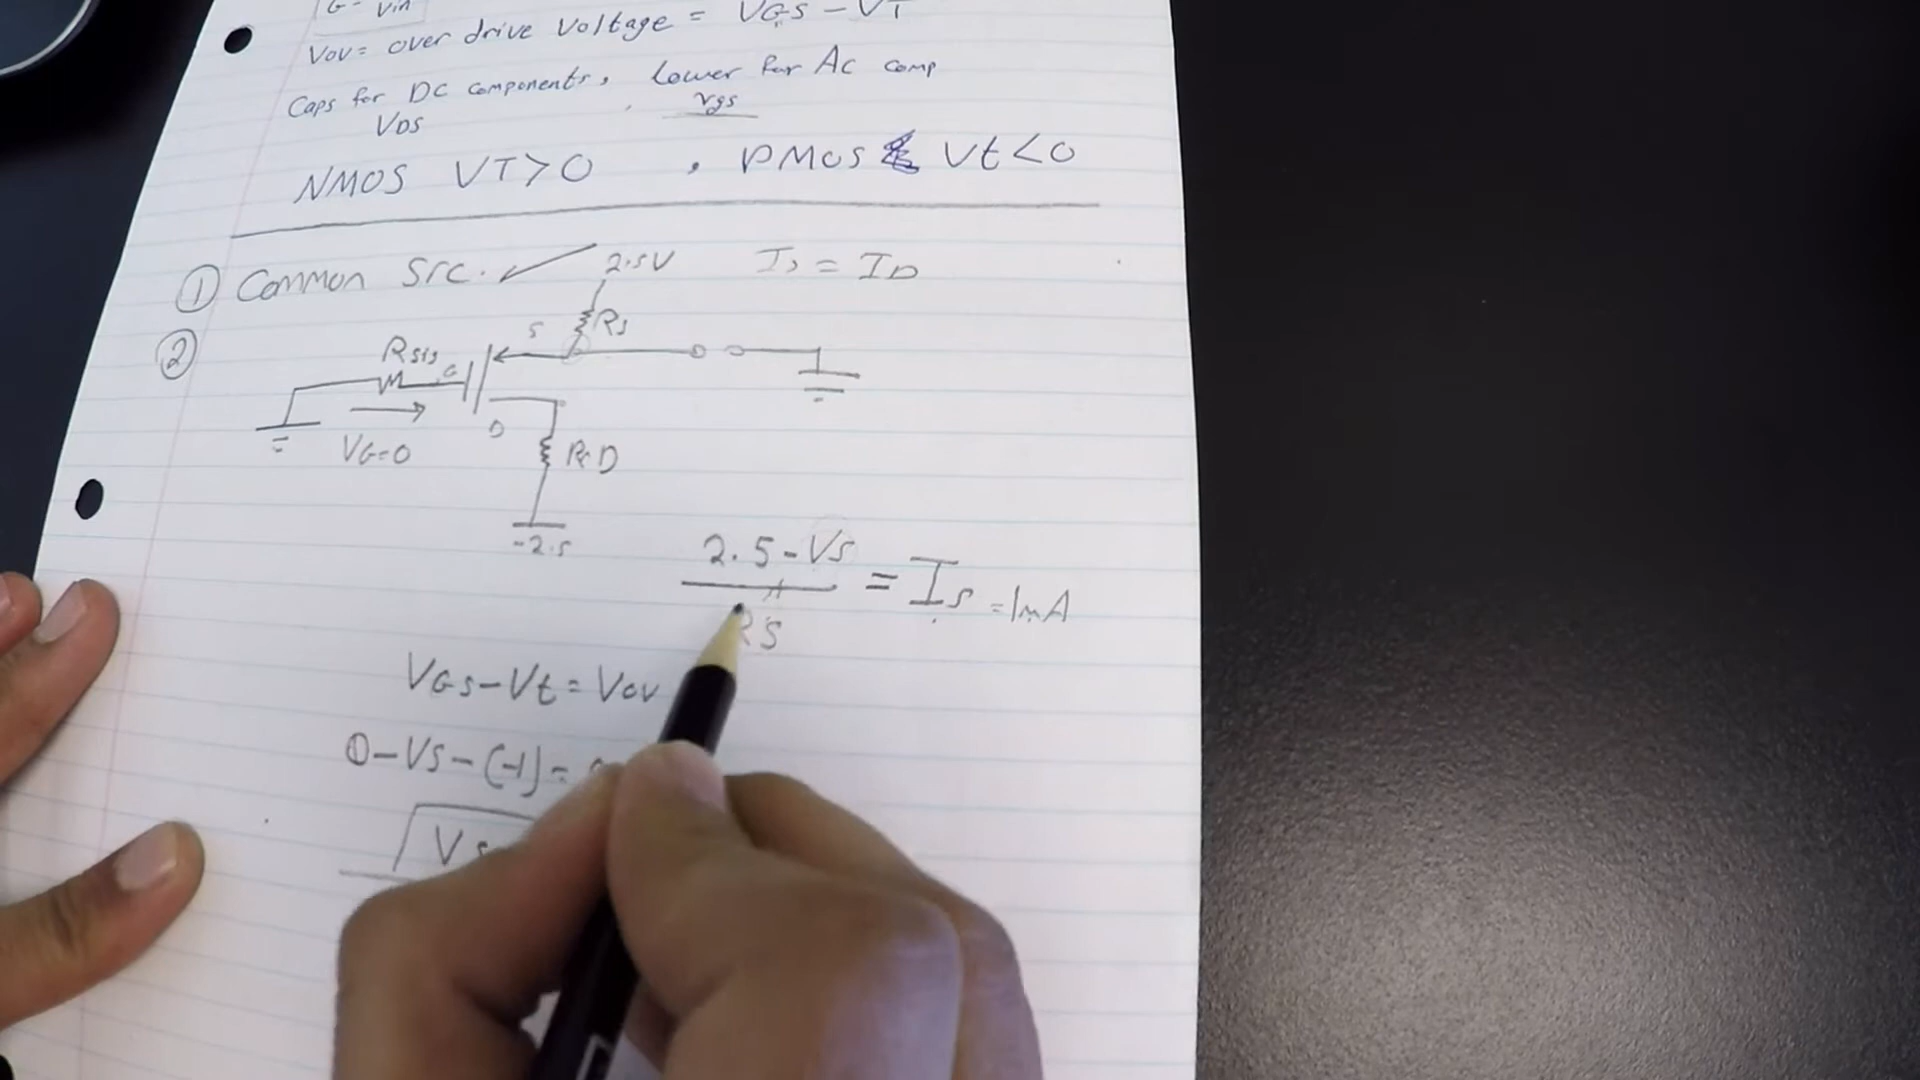 G- Vin
VOV= over drive Voltage = VGS - VT
Caps for DC components, Lower for AC comp
VDS vgs
NMOS VT>0 , PMOS Vt<0
① Common Src. 2.5V IS = ID
②
S RS
Rsig G
D
VG=0 RD
-2.5
2.5-VS = IS =1mA
RS
VGS-Vt=VOV
0-VS-(-1)=
VS